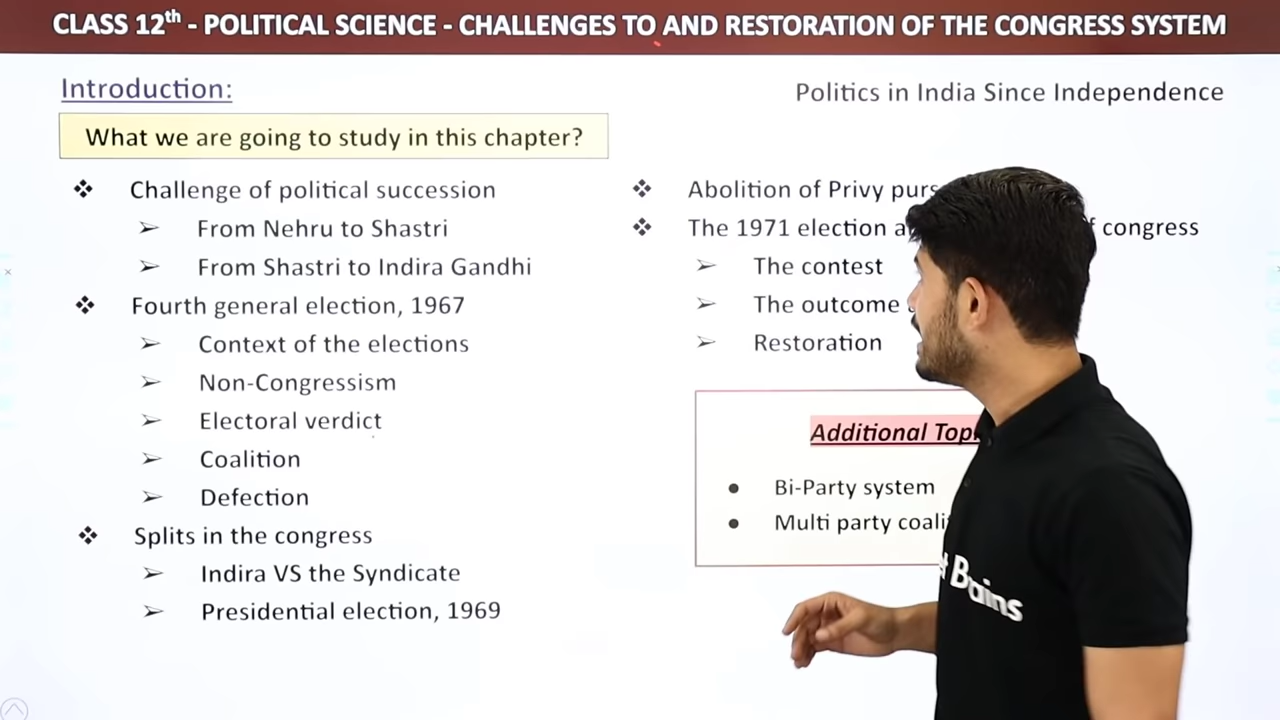 CLASS 12th - POLITICAL SCIENCE - CHALLENGES TO AND RESTORATION OF THE CONGRESS SYSTEM
Introduction:
Politics in India Since Independence
What we are going to study in this chapter?
❖ Challenge of political succession
➢ From Nehru to Shastri
➢ From Shastri to Indira Gandhi
❖ Fourth general election, 1967
➢ Context of the elections
➢ Non-Congressism
➢ Electoral verdict
➢ Coalition
➢ Defection
❖ Splits in the congress
➢ Indira VS the Syndicate
➢ Presidential election, 1969
❖ Abolition of Privy
❖ The 1971 election congress
➢ The contest
➢ The outcome
➢ Restoration
Additional
● Bi-Party system
● Multi party